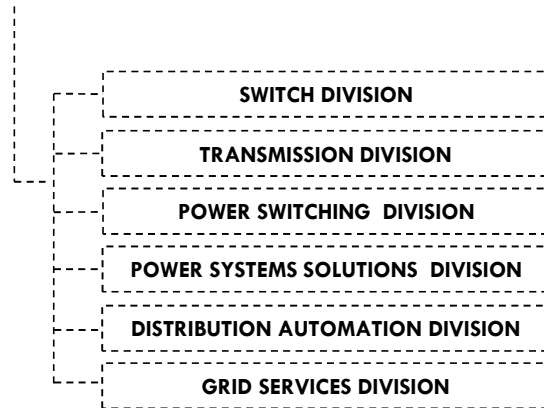 SWITCH DIVISION
TRANSMISSION DIVISION
POWER SWITCHING DIVISION
POWER SYSTEMS SOLUTIONS DIVISION
DISTRIBUTION AUTOMATION DIVISION
GRID SERVICES DIVISION